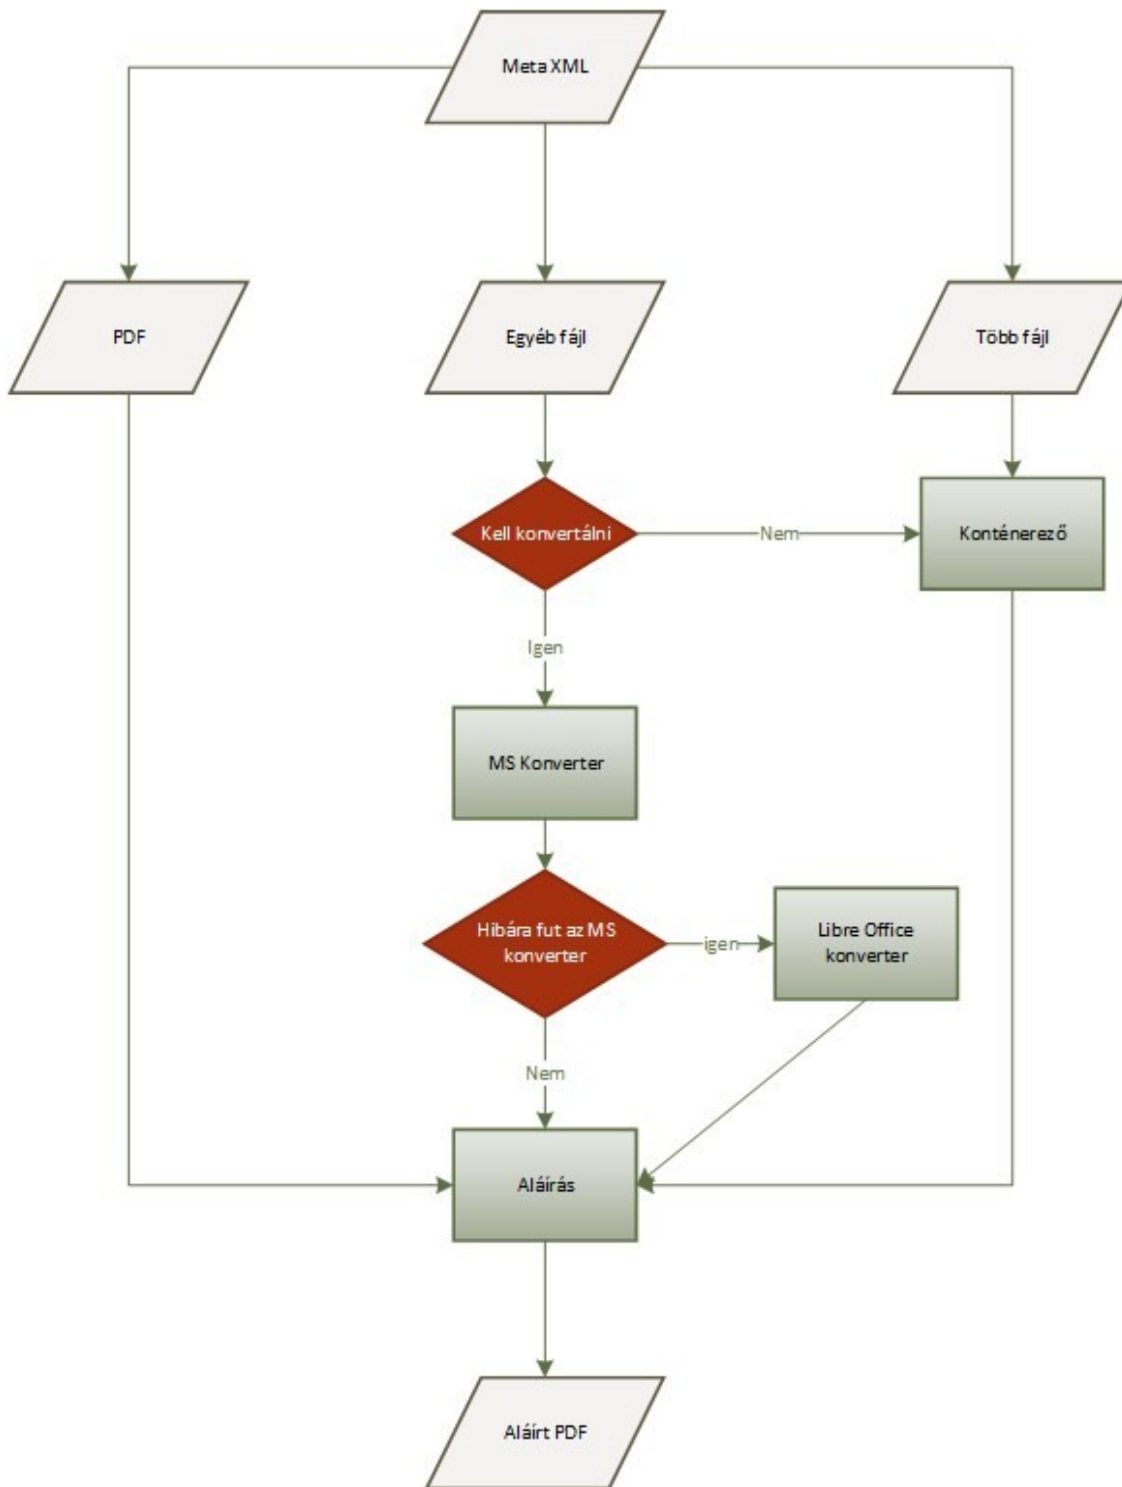 Meta XML
PDF
Egyéb fájl
Több fájl
Kell konvertálni
Nem
Konténerező
Igen
MS Konverter
Hibára fut az MS
konverter
igen
Libre Office
konverter
Nem
Aláírás
Aláírt PDF